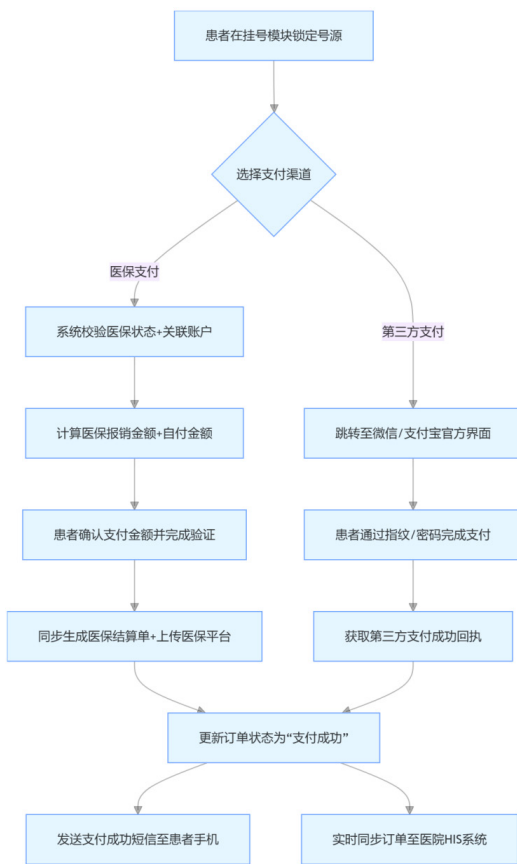 患者在挂号模块锁定号源
选择支付渠道
医保支付
系统校验医保状态+关联账户
第三方支付
计算医保报销金额+自付金额
跳转至微信/支付宝官方界面
患者确认支付金额并完成验证
患者通过指纹/密码完成支付
同步生成医保结算单+上传医保平台
获取第三方支付成功回执
更新订单状态为“支付成功”
发送支付成功短信至患者手机
实时同步订单至医院HIS系统